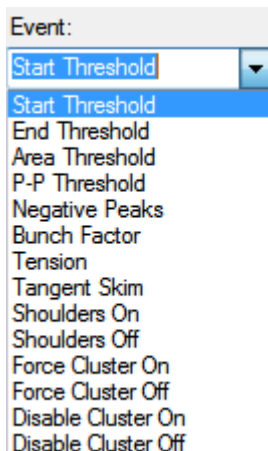 Event:
Start Threshold
Start Threshold
End Threshold
Area Threshold
P-P Threshold
Negative Peaks
Bunch Factor
Tension
Tangent Skim
Shoulders On
Shoulders Off
Force Cluster On
Force Cluster Off
Disable Cluster On
Disable Cluster Off